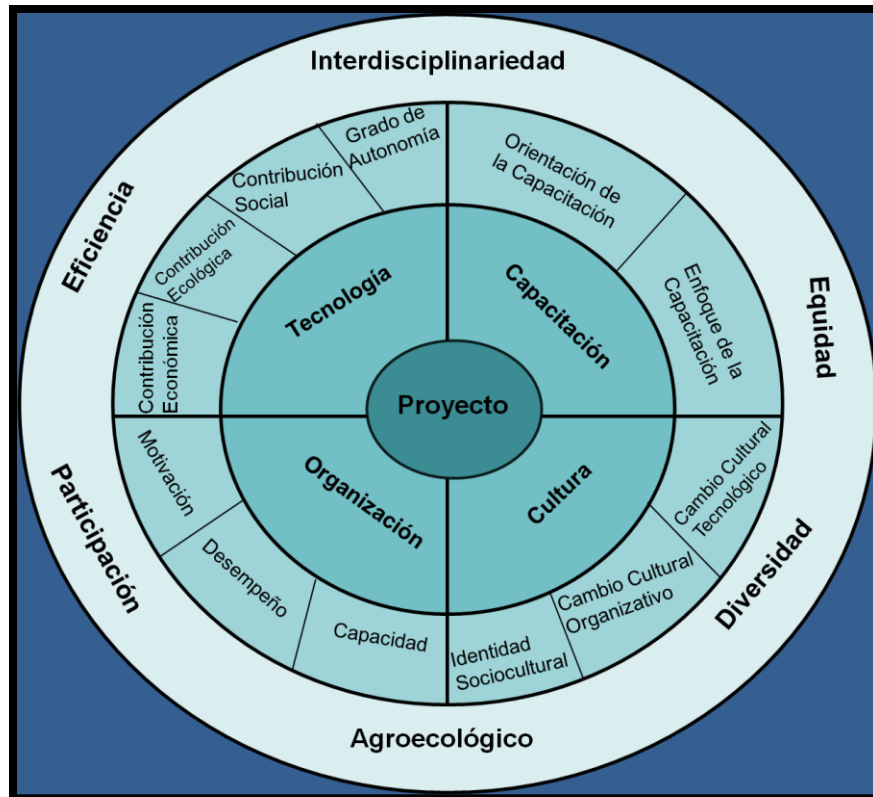 Interdisciplinariedad
Grado de
Autonomía
Contribución
Social
Contribución
Ecológica
Contribución
Económica
Orientación de
la Capacitación
Enfoque de la
Capacitación
Eficiencia
Equidad
Tecnología
Capacitación
Proyecto
Organización
Cultura
Motivación
Desempeño
Capacidad
Identidad
Sociocultural
Cambio Cultural
Organizativo
Cambio Cultural
Tecnológico
Participación
Diversidad
Agroecológico